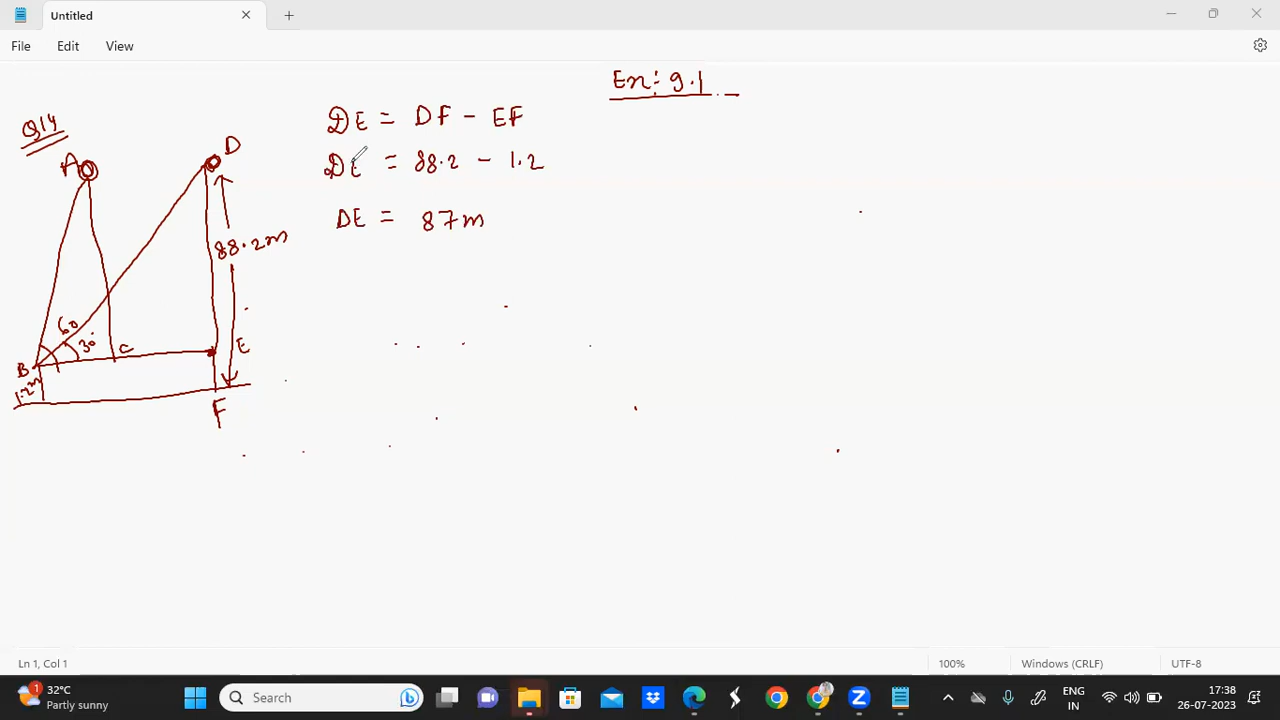 Untitled
File Edit View
Ex:- 9.1
Q14
DE = DF - EF
DE = 88.2 - 1.2
DE = 87m
A
D
88.2m
60
30°
B
C
E
1.2m
F
Ln 1, Col 1
100%
Windows (CRLF)
UTF-8
1
32°C
Partly sunny
Search
ENG
IN
17:38
26-07-2023